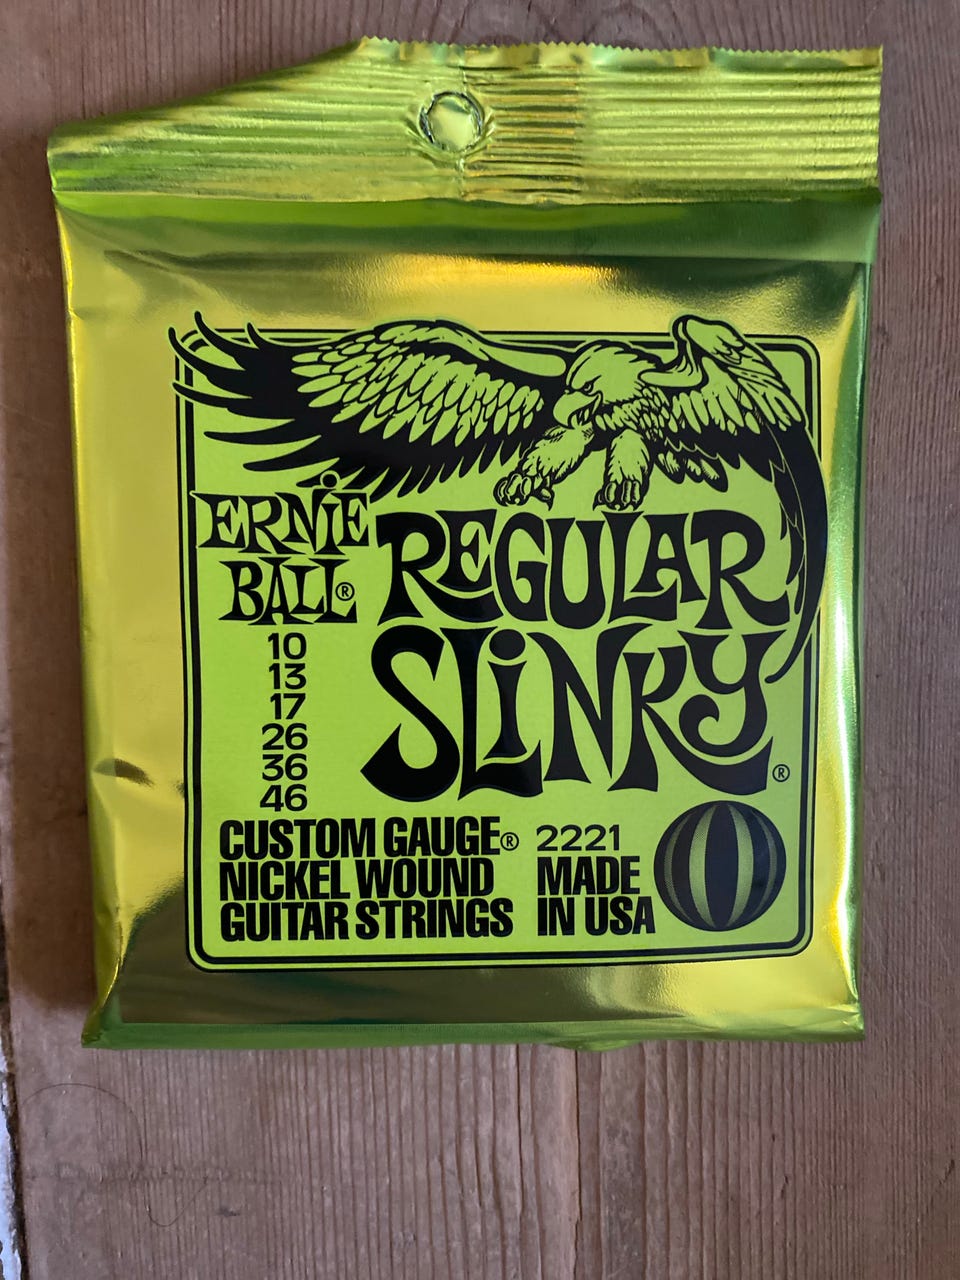 ERNiE
BALL®
REGULAR
SLiNKY®
10
13
17
26
36
46
CUSTOM GAUGE®
NICKEL WOUND
GUITAR STRINGS
2221
MADE
IN USA